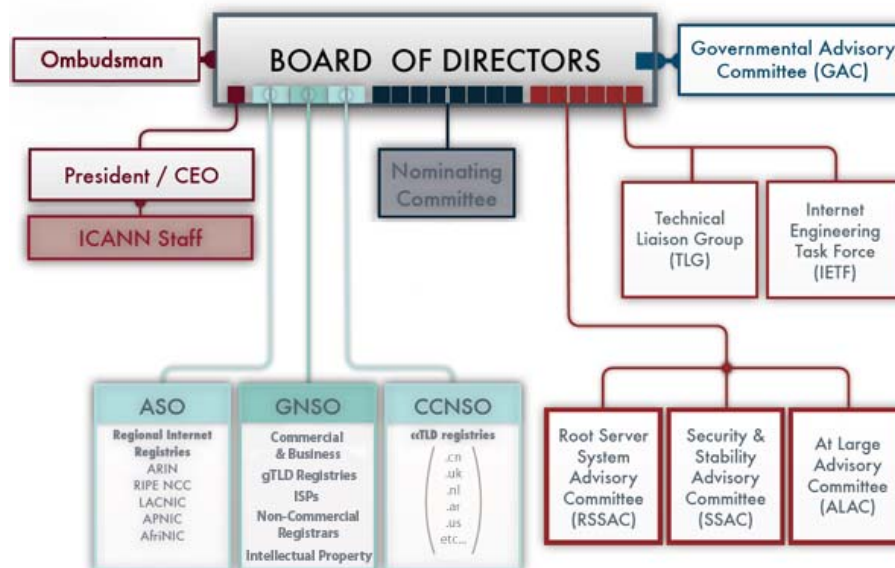 Ombudsman
BOARD OF DIRECTORS
Governmental Advisory
Committee (GAC)
President / CEO
ICANN Staff
Nominating
Committee
Technical
Liaison Group
(TLG)
Internet
Engineering
Task Force
(IETF)
ASO
Regional Internet
Registries
ARIN
RIPE NCC
LACNIC
APNIC
AfriNIC
GNSO
Commercial
& Business
gTLD Registries
ISPs
Non-Commercial
Registrars
Intellectual Property
CCNSO
ccTLD registries
.cn
.uk
.nl
.ar
.us
etc...
Root Server
System
Advisory
Committee
(RSSAC)
Security &
Stability
Advisory
Committee
(SSAC)
At Large
Advisory
Committee
(ALAC)